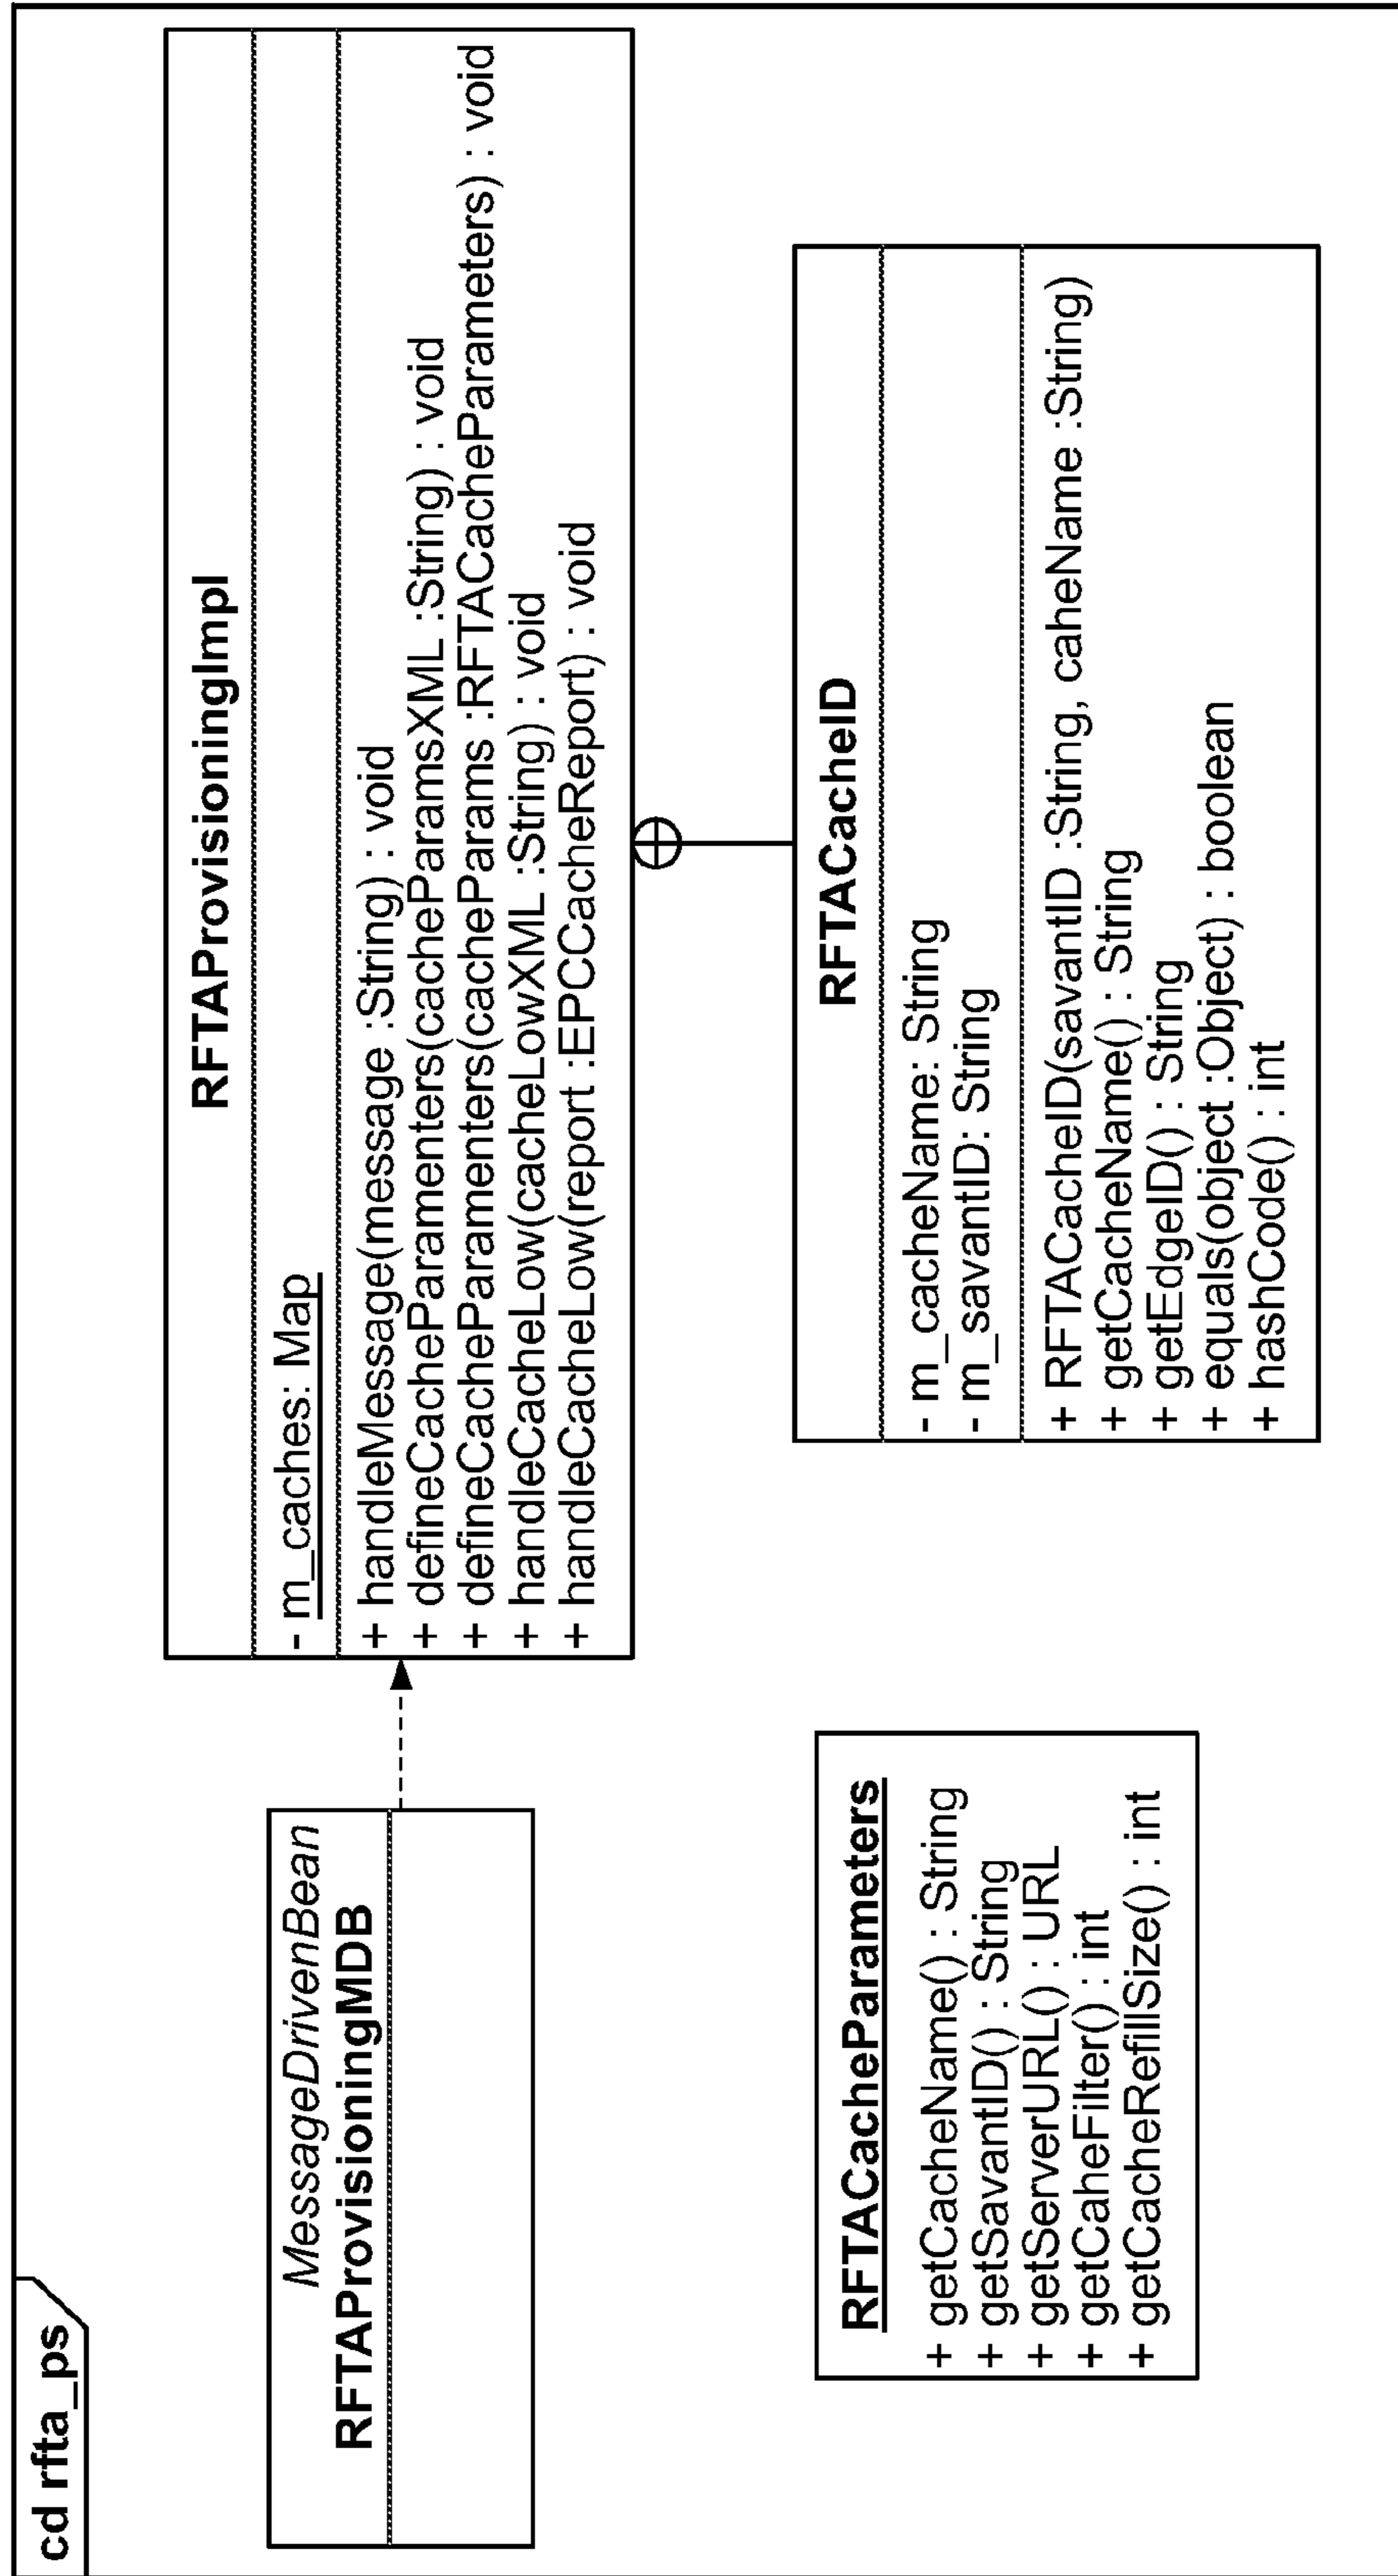 cd rfta_ps
MessageDrivenBean
RFTAProvisioningMDB
RFTAProvisioningImpl
- m_caches: Map
+ handleMessage(message :String) : void
+ defineCacheParamenters(cacheParamsXML :String) : void
+ defineCacheParamenters(cacheParams :RFTACacheParameters) : void
+ handleCacheLow(cacheLowXML :String) : void
+ handleCacheLow(report :EPCCacheReport) : void
RFTACacheParameters
+ getCacheName() : String
+ getSavantID() : String
+ getServerURL() : URL
+ getCaheFilter() : int
+ getCacheRefillSize() : int
RFTACacheID
- m_cacheName: String
- m_savantID: String
+ RFTACacheID(savantID :String, caheName :String)
+ getCacheName() : String
+ getEdgeID() : String
+ equals(object :Object) : boolean
+ hashCode() : int